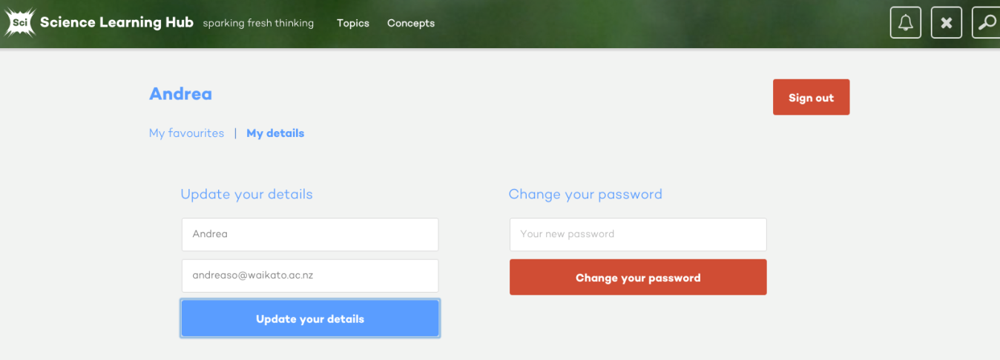 Sci Science Learning Hub sparking fresh thinking Topics Concepts
Andrea
Sign out
My favourites | My details
Update your details
Andrea
andreaso@waikato.ac.nz
Update your details
Change your password
Your new password
Change your password